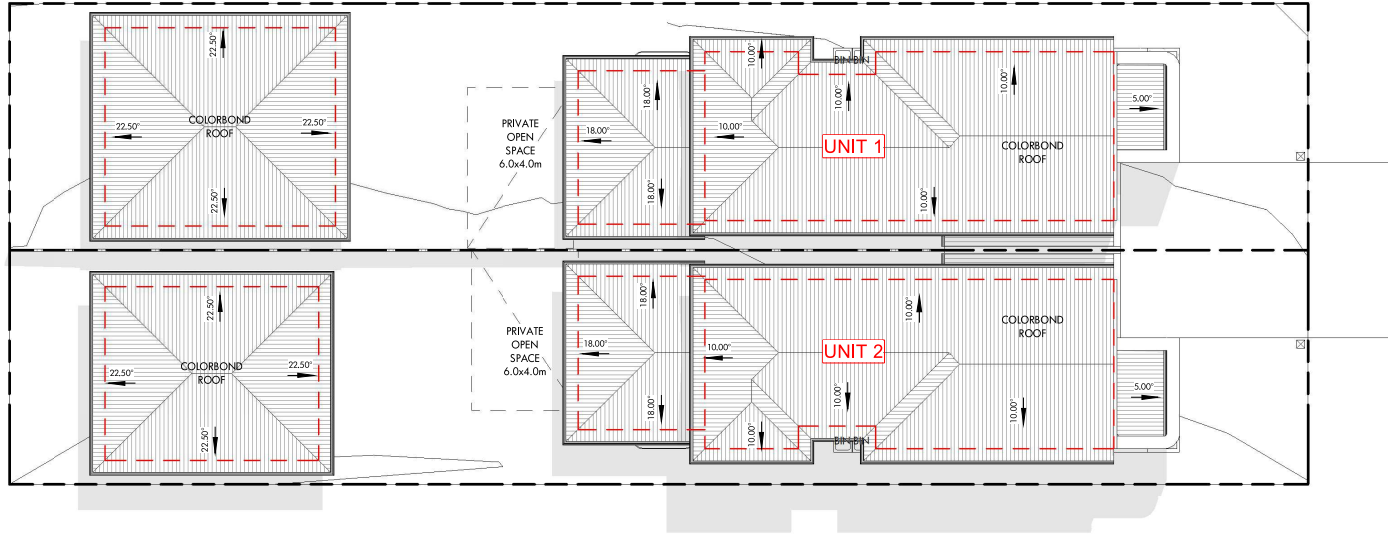 22.50°
22.50°
COLORBOND
ROOF
22.50°
22.50°
PRIVATE
OPEN
SPACE
6.0x4.0m
18.00°
18.00°
18.00°
10.00°
10.00°
BIN
BIN
10.00°
UNIT 1
10.00°
COLORBOND
ROOF
10.00°
5.00°
22.50°
22.50°
COLORBOND
ROOF
22.50°
22.50°
PRIVATE
OPEN
SPACE
6.0x4.0m
18.00°
18.00°
18.00°
10.00°
10.00°
UNIT 2
10.00°
COLORBOND
ROOF
10.00°
10.00°
BIN
BIN
5.00°